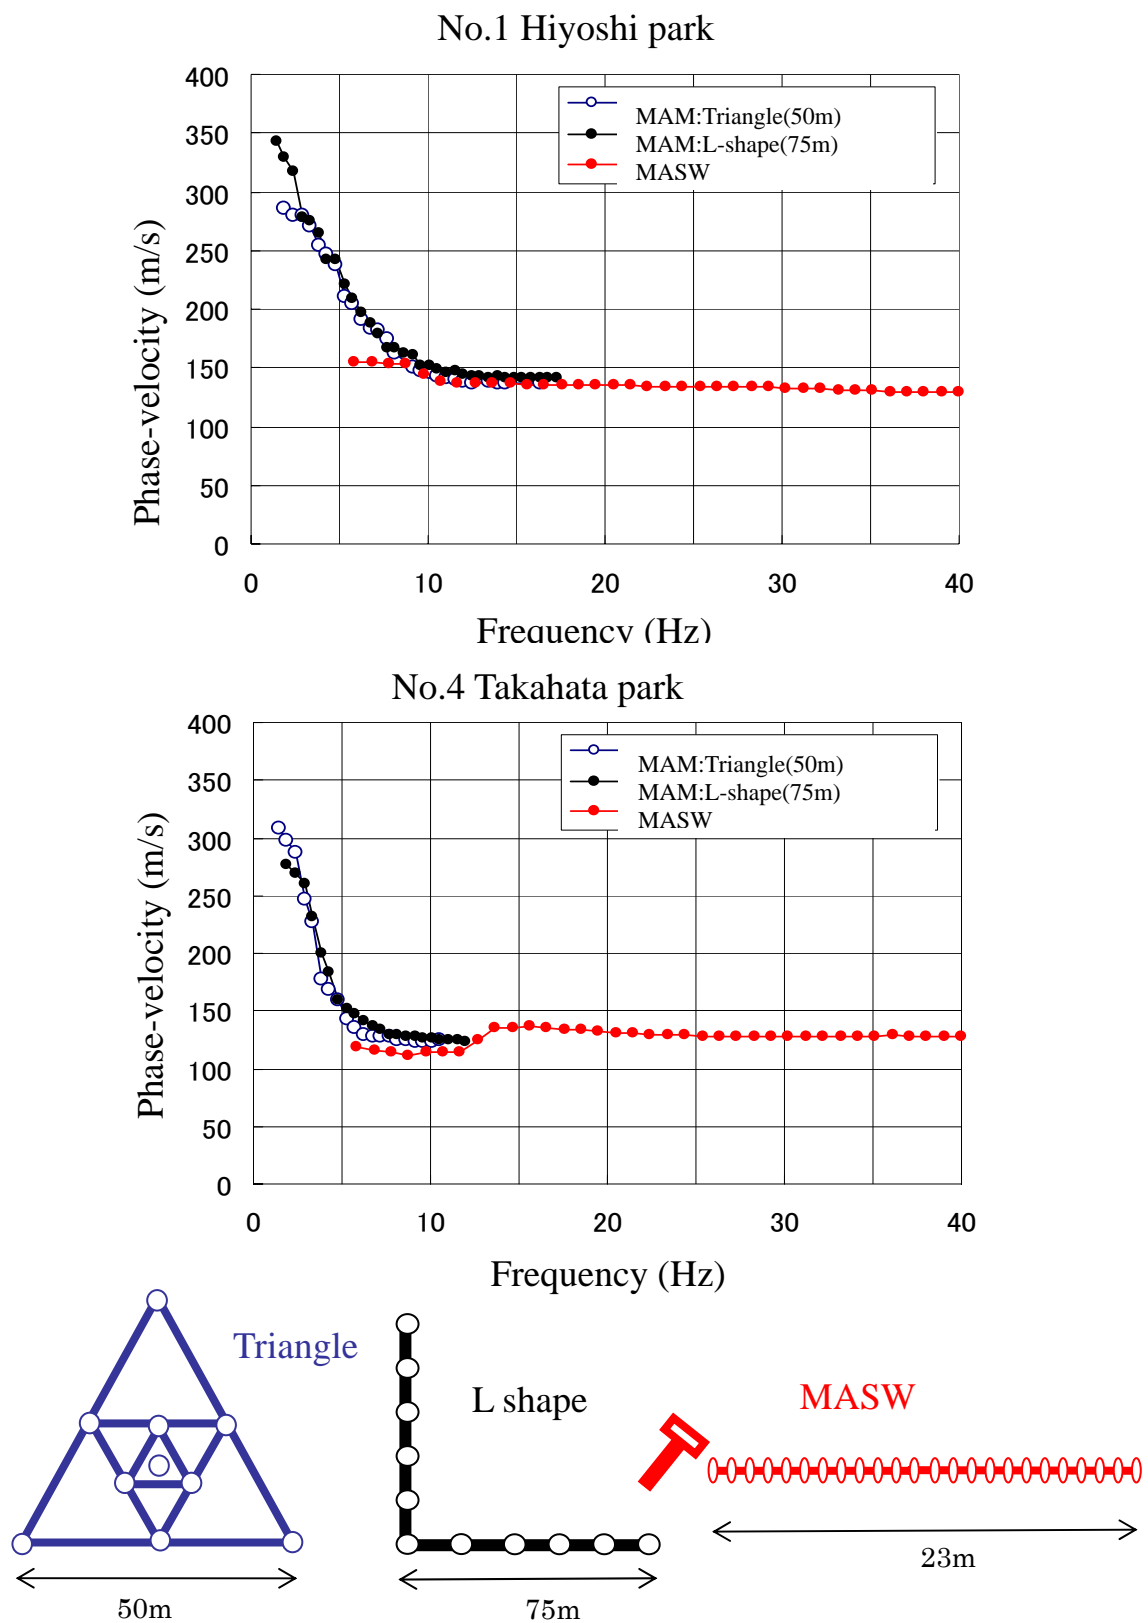 No.1 Hiyoshi park
400
350
300
250
200
150
100
50
0
Phase-velocity (m/s)
MAM:Triangle(50m)
MAM:L-shape(75m)
MASW
0 10 20 30 40
Frequency (Hz)
No.4 Takahata park
400
350
300
250
200
150
100
50
0
Phase-velocity (m/s)
MAM:Triangle(50m)
MAM:L-shape(75m)
MASW
0 10 20 30 40
Frequency (Hz)
Triangle
L shape
MASW
50m
75m
23m